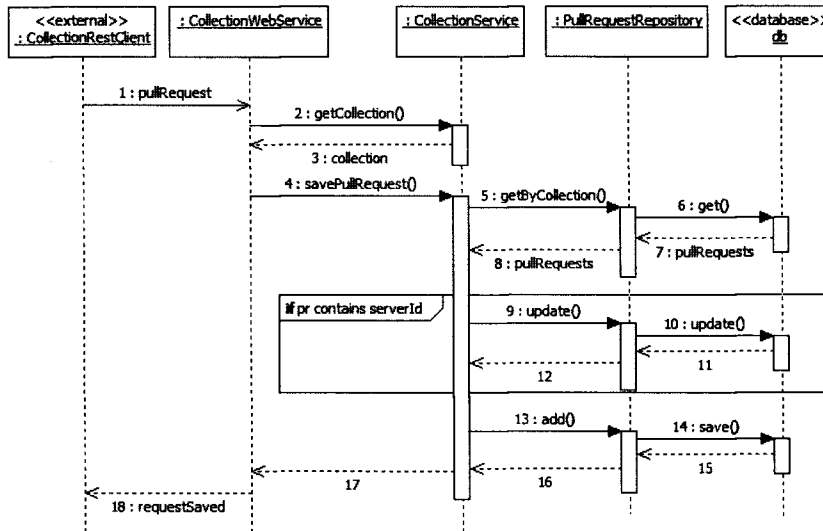 <<external>>
: CollectionRestClient
: CollectionWebService
: CollectionService
: PullRequestRepository
<<database>>
db
1 : pullRequest
2 : getCollection()
3 : collection
4 : savePullRequest()
5 : getByCollection()
6 : get()
7 : pullRequests
8 : pullRequests
if pr contains serverId
9 : update()
10 : update()
11
12
13 : add()
14 : save()
15
16
17
18 : requestSaved